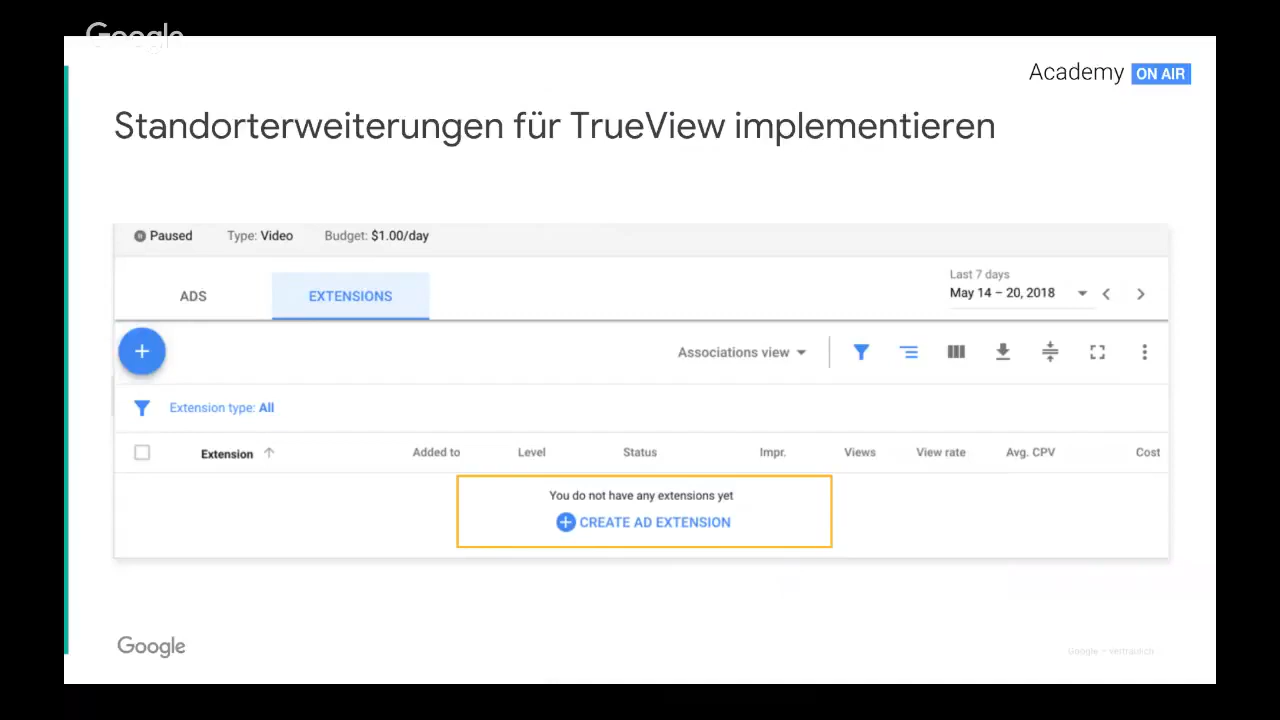 Google
Academy ON AIR
Standorterweiterungen für TrueView implementieren
Paused Type: Video Budget: $1.00/day
ADS EXTENSIONS Last 7 days
May 14 – 20, 2018
Associations view
Extension type: All
Extension Added to Level Status Impr. Views View rate Avg. CPV Cost
You do not have any extensions yet
CREATE AD EXTENSION
Google
Google – vertraulich